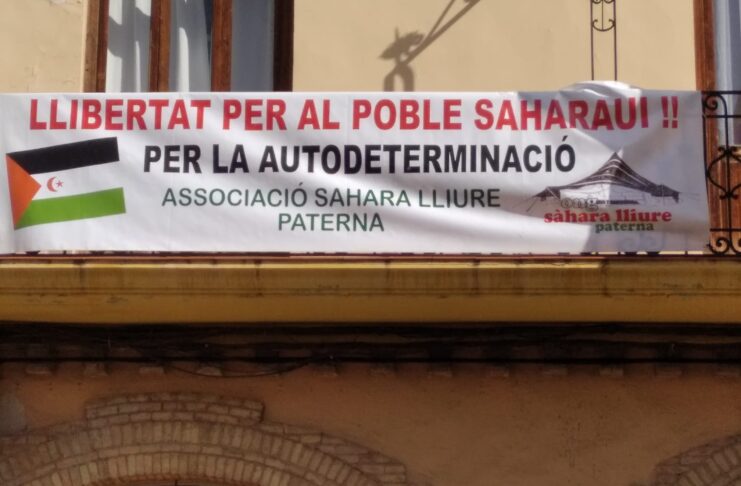 LLIBERTAT PER AL POBLE SAHARAUI !!
PER LA AUTODETERMINACIÓ
ASSOCIACIÓ SAHARA LLIURE
PATERNA
ong
sàhara lliure
paterna